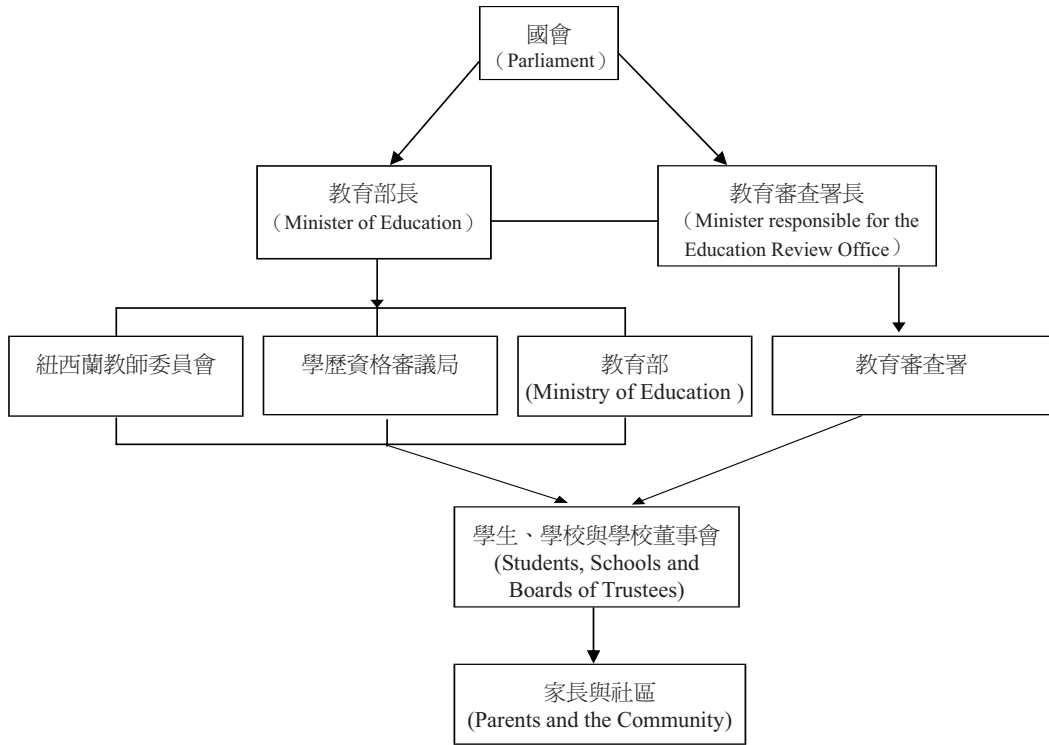 國會
（Parliament）
教育部長
（Minister of Education）
教育審查署長
（Minister responsible for the
Education Review Office）
紐西蘭教師委員會
學歷資格審議局
教育部
(Ministry of Education )
教育審查署
學生、學校與學校董事會
(Students, Schools and
Boards of Trustees)
家長與社區
(Parents and the Community)